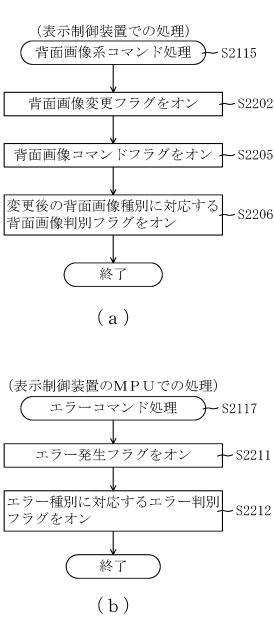 （表示制御装置での処理）
背面画像系コマンド処理
S2115
背面画像変更フラグをオン
S2202
背面画像コマンドフラグをオン
S2205
変更後の背面画像種別に対応する
背面画像判別フラグをオン
S2206
終了
(a)
（表示制御装置のＭＰＵでの処理）
エラーコマンド処理
S2117
エラー発生フラグをオン
S2211
エラー種別に対応するエラー判別
フラグをオン
S2212
終了
(b)